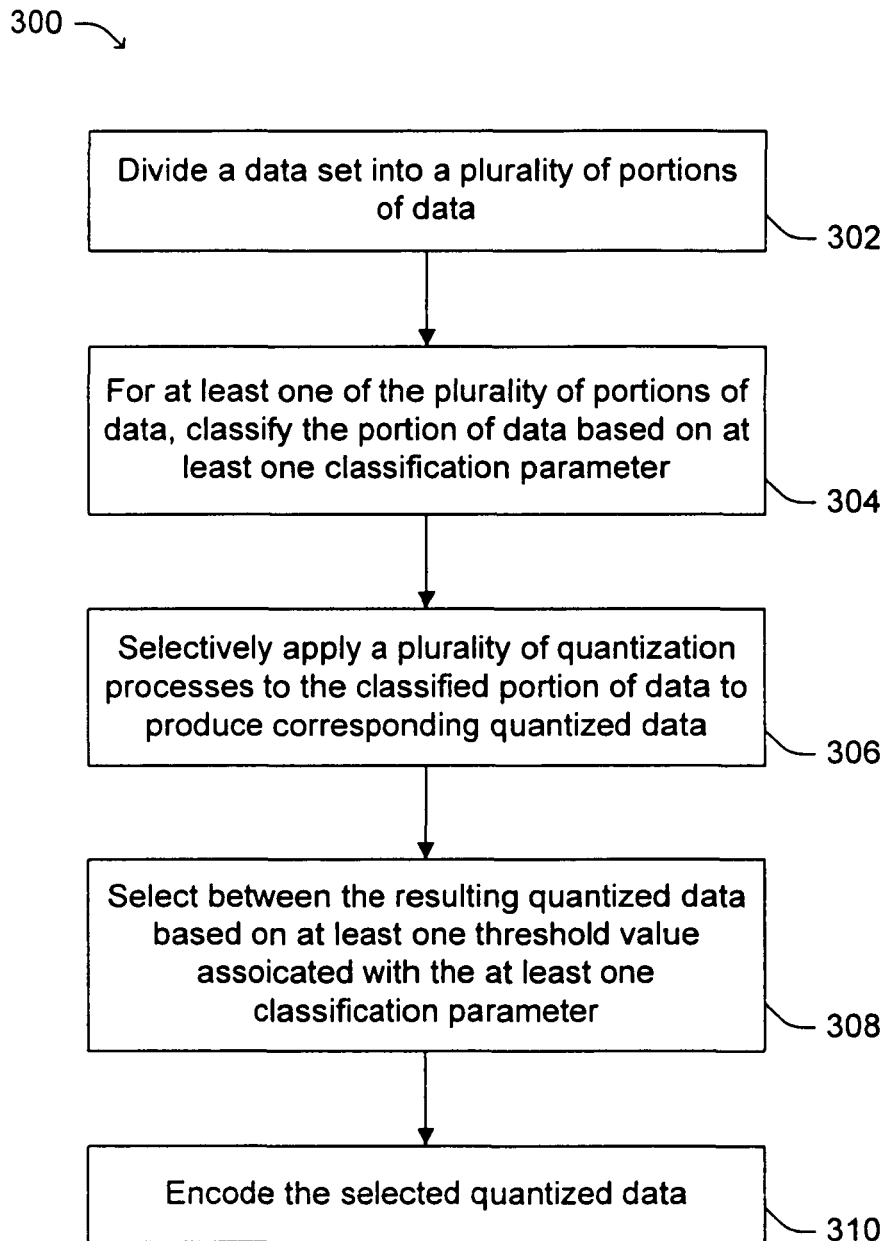 300
Divide a data set into a plurality of portions
of data
302
For at least one of the plurality of portions of
data, classify the portion of data based on at
least one classification parameter
304
Selectively apply a plurality of quantization
processes to the classified portion of data to
produce corresponding quantized data
306
Select between the resulting quantized data
based on at least one threshold value
assoicated with the at least one
classification parameter
308
Encode the selected quantized data
310